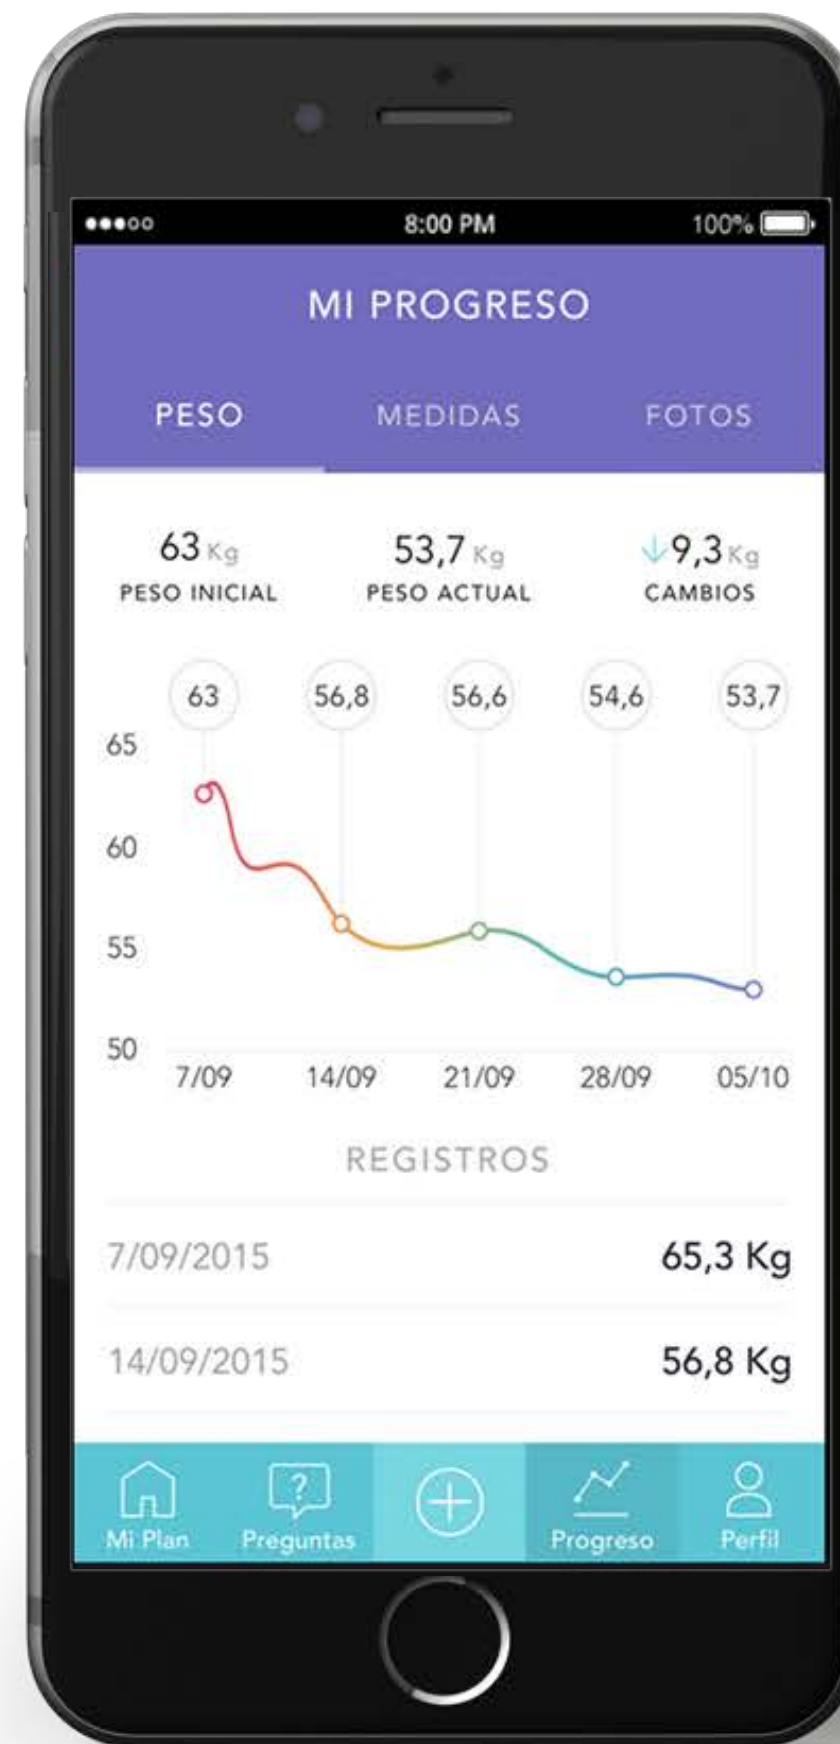 8:00 PM 100%
MI PROGRESO
PESO MEDIDAS FOTOS
63 Kg 53,7 Kg 9,3 Kg
PESO INICIAL PESO ACTUAL CAMBIOS
63 56,8 56,6 54,6 53,7
65
60
55
50
7/09 14/09 21/09 28/09 05/10
REGISTROS
7/09/2015 65,3 Kg
14/09/2015 56,8 Kg
Mi Plan Preguntas Progreso Perfil